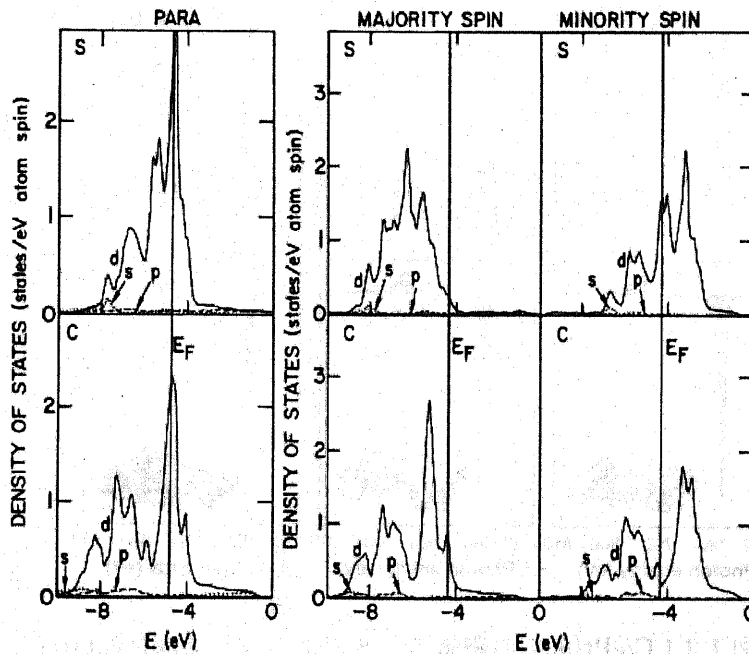 PARA
MAJORITY SPIN
MINORITY SPIN
DENSITY OF STATES (states/eV atom spin)
S
2
1
0
d
s
p
C
E_F
2
1
0
s
d
p
-8
-4
0
E (eV)
DENSITY OF STATES (states/eV atom spin)
S
3
2
1
0
d
s
p
C
E_F
3
2
1
0
s
d
p
-8
-4
0
E (eV)
S
s
d
p
C
E_F
s
d
p
-4
0
E (eV)